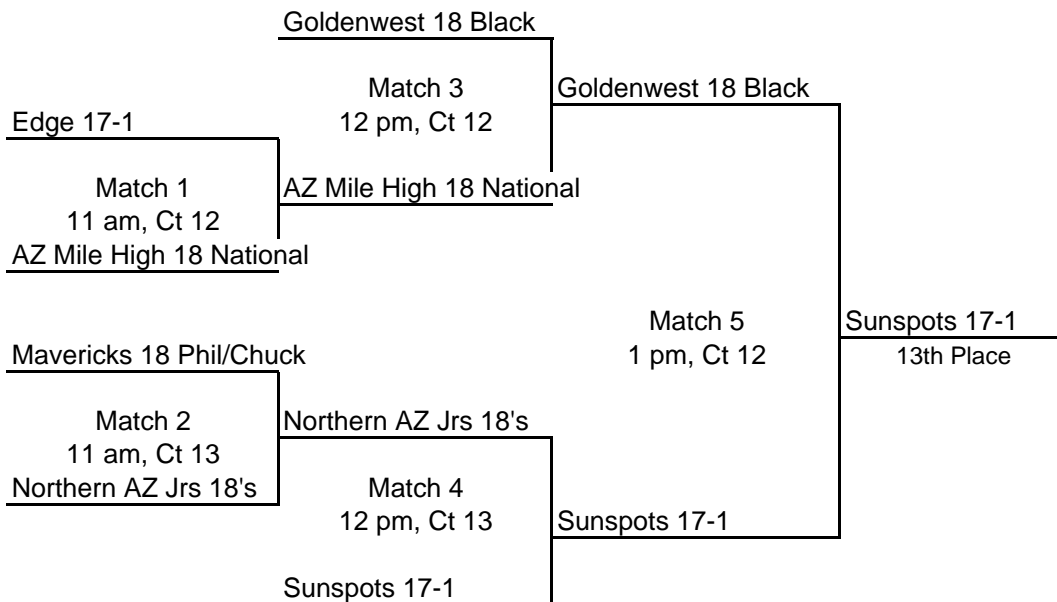 Goldenwest 18 Black
Match 3
12 pm, Ct 12
Goldenwest 18 Black
Edge 17-1
Match 1
11 am, Ct 12
AZ Mile High 18 National
AZ Mile High 18 National
Match 5
1 pm, Ct 12
Sunspots 17-1
13th Place
Mavericks 18 Phil/Chuck
Match 2
11 am, Ct 13
Northern AZ Jrs 18's
Northern AZ Jrs 18's
Match 4
12 pm, Ct 13
Sunspots 17-1
Sunspots 17-1